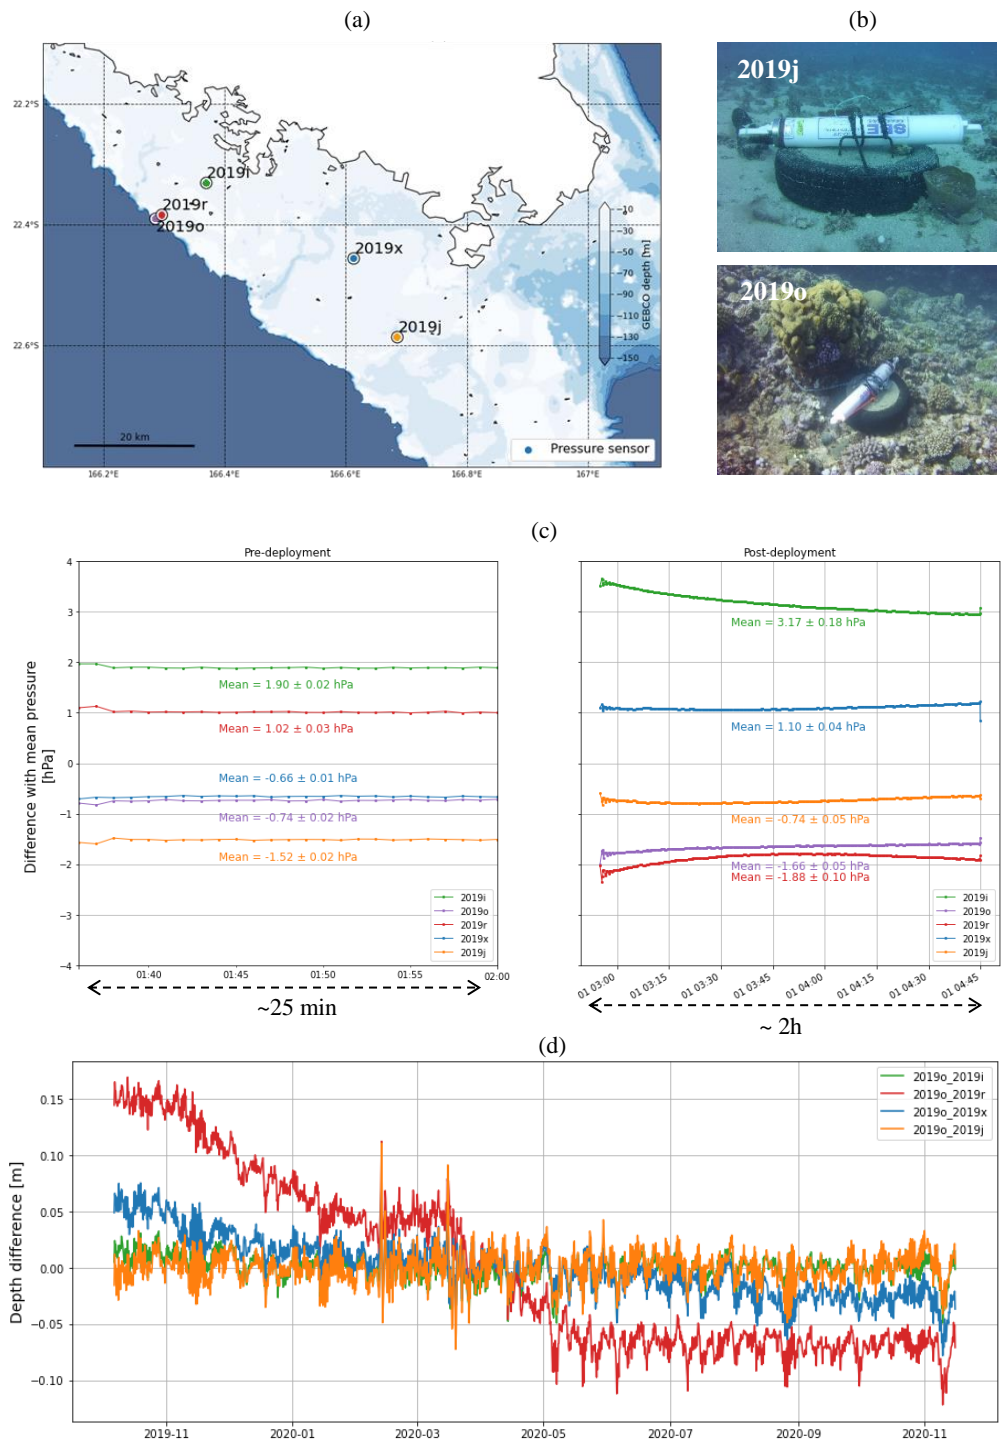 (a)
(b)
22.2°S
22.4°S
22.6°S
166.2°E
166.4°E
166.6°E
166.8°E
167°E
2019i
2019r
2019o
2019x
2019j
−10
−30
−50
−70
−90
−110
−130
−150
GEBCO depth [m]
20 km
Pressure sensor
2019j
SBE
2019o
(c)
Pre-deployment
Difference with mean pressure
[hPa]
4
3
2
1
0
−1
−2
−3
−4
Mean = 1.90 ± 0.02 hPa
Mean = 1.02 ± 0.03 hPa
Mean = -0.66 ± 0.01 hPa
Mean = -0.74 ± 0.02 hPa
Mean = -1.52 ± 0.02 hPa
2019i
2019o
2019r
2019x
2019j
01:40
01:45
01:50
01:55
02:00
~25 min
Post-deployment
Mean = 3.17 ± 0.18 hPa
Mean = 1.10 ± 0.04 hPa
Mean = -0.74 ± 0.05 hPa
Mean = -1.66 ± 0.05 hPa
Mean = -1.88 ± 0.10 hPa
2019i
2019o
2019r
2019x
2019j
01 03:00
01 03:15
01 03:30
01 03:45
01 04:00
01 04:15
01 04:30
01 04:45
~ 2h
(d)
Depth difference [m]
0.15
0.10
0.05
0.00
−0.05
−0.10
2019o_2019i
2019o_2019r
2019o_2019x
2019o_2019j
2019-11
2020-01
2020-03
2020-05
2020-07
2020-09
2020-11